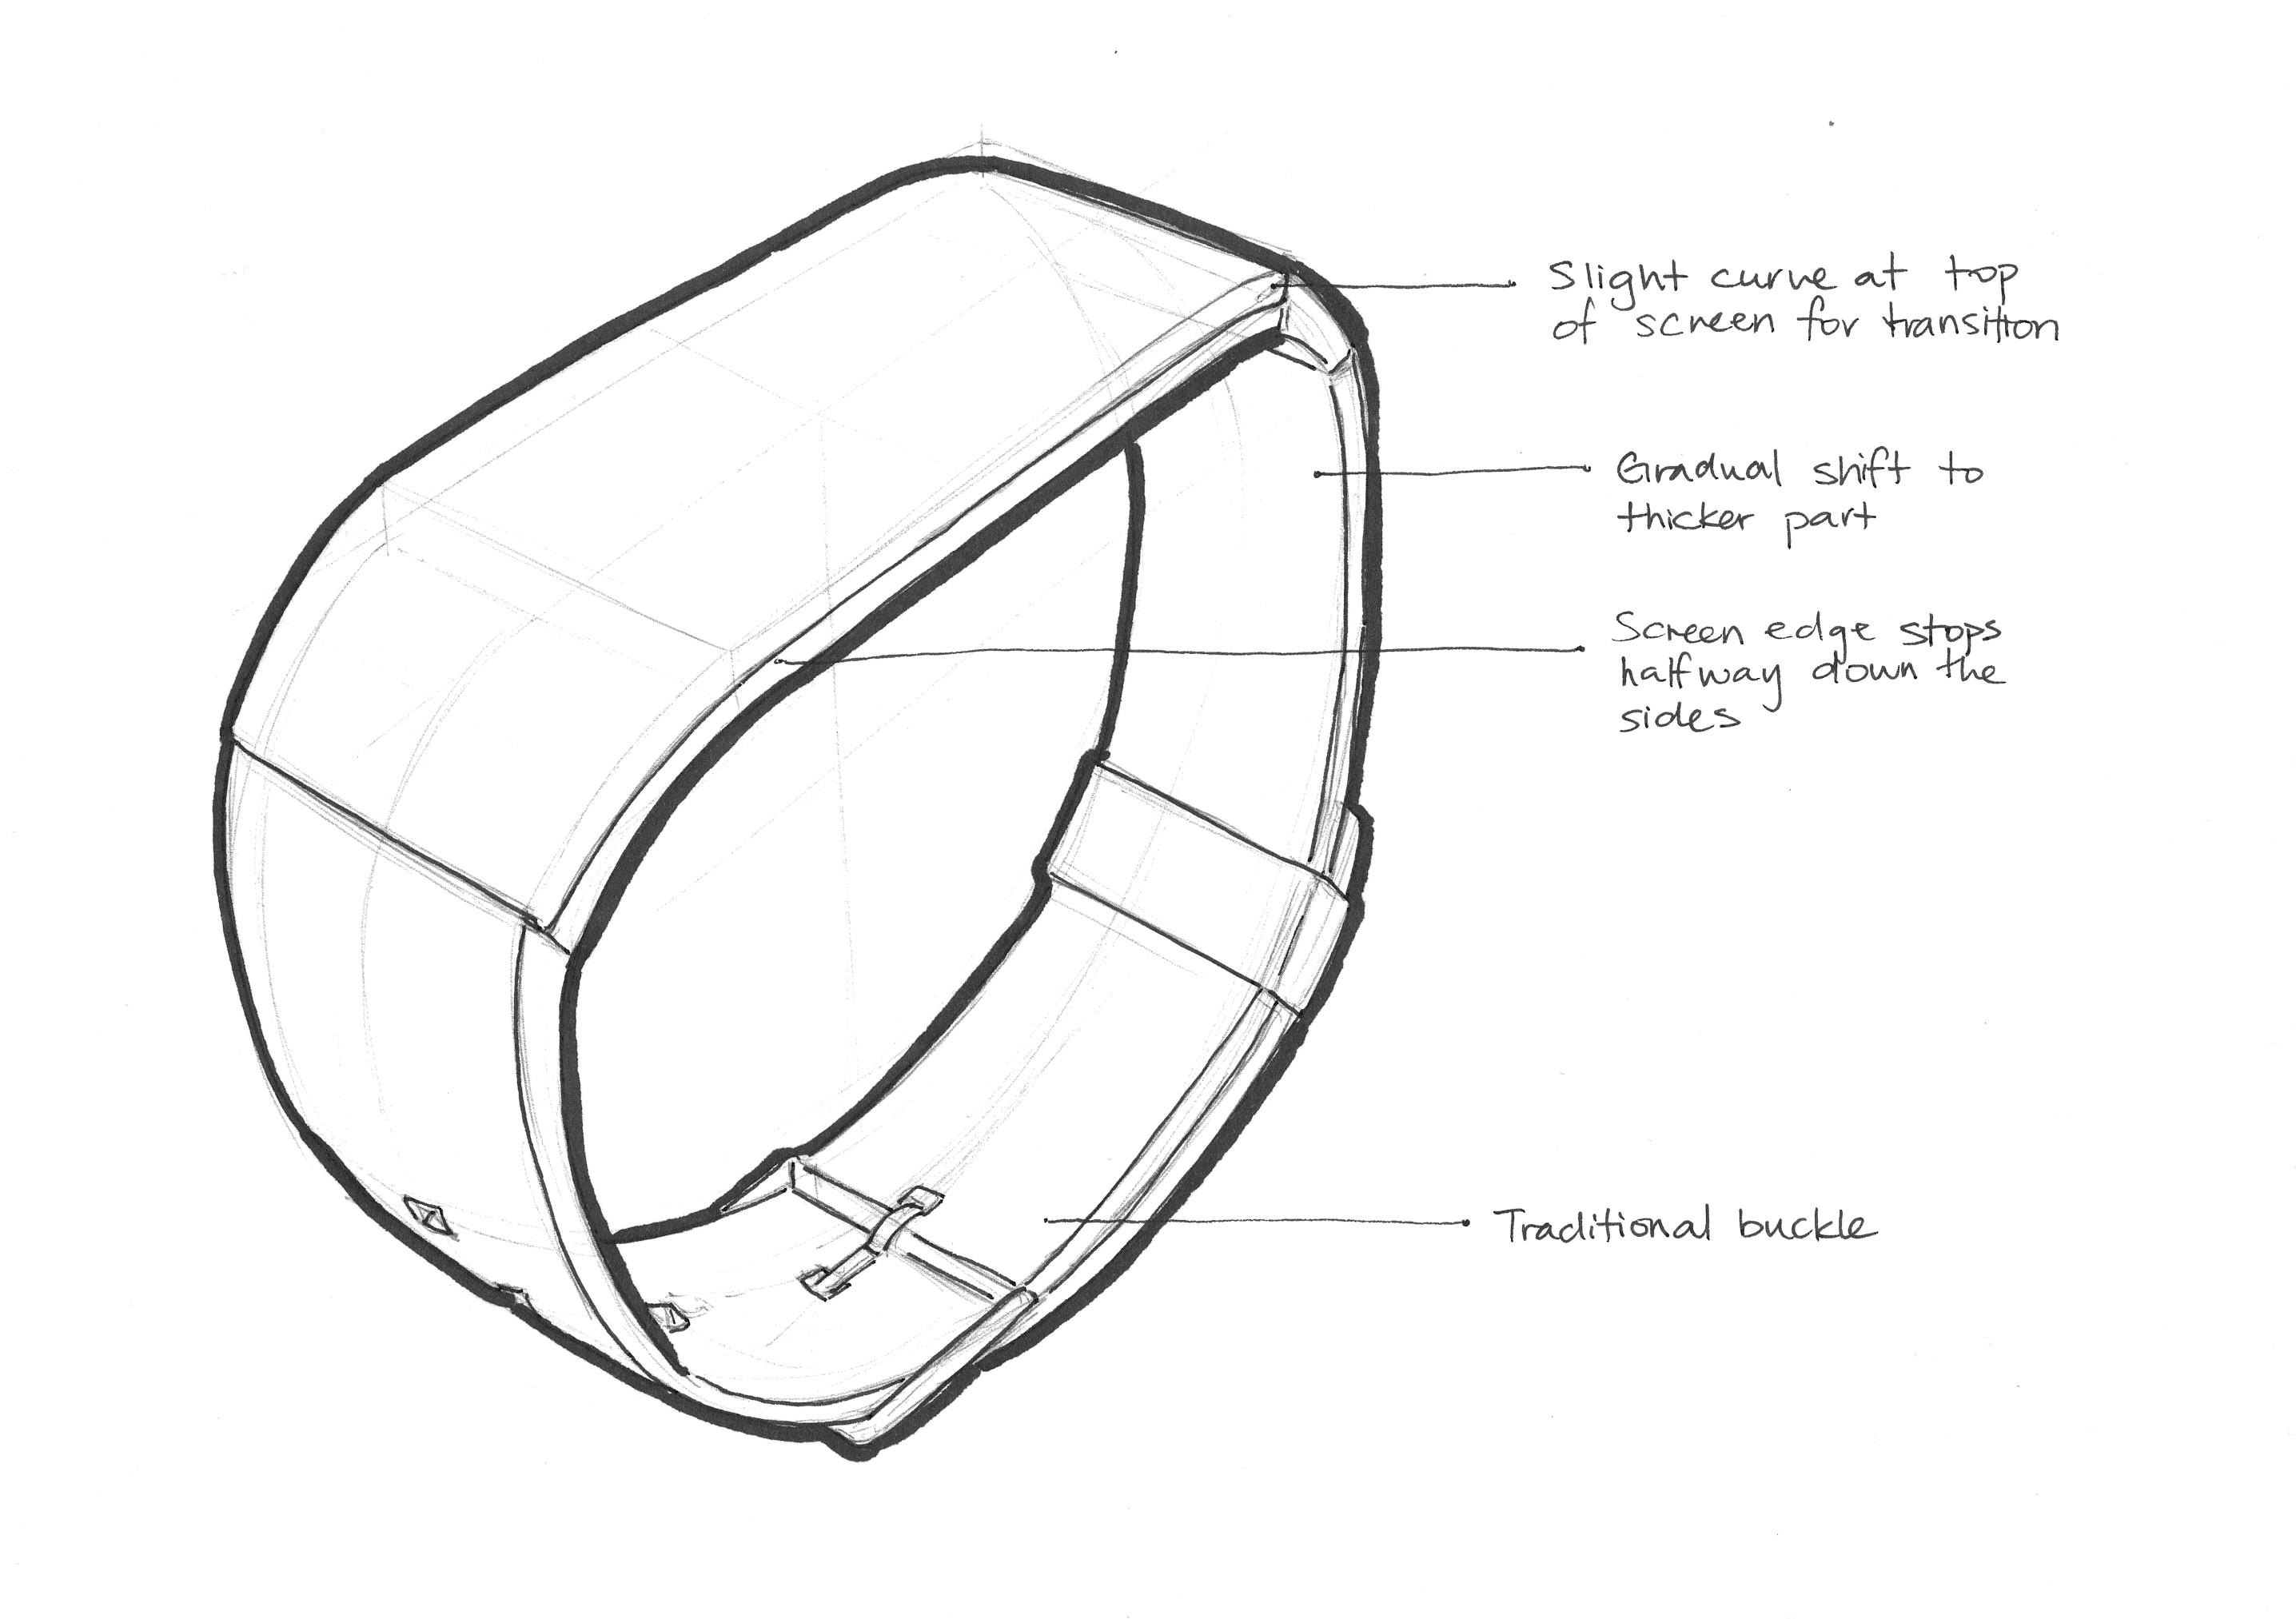 Slight curve at top
of screen for transition
Gradual shift to
thicker part
Screen edge stops
halfway down the
sides
Traditional buckle